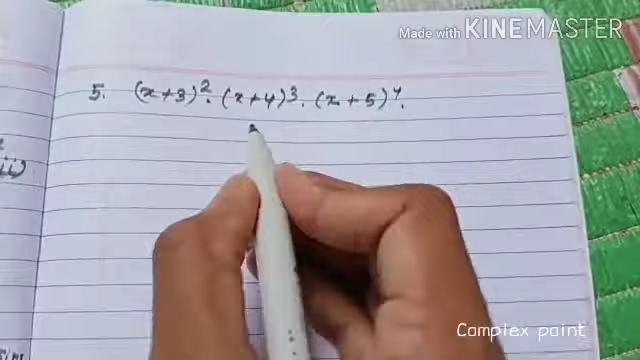 Made with KINEMASTER
5. (x+3)². (x+4)³. (x+5)⁴.
Complex point